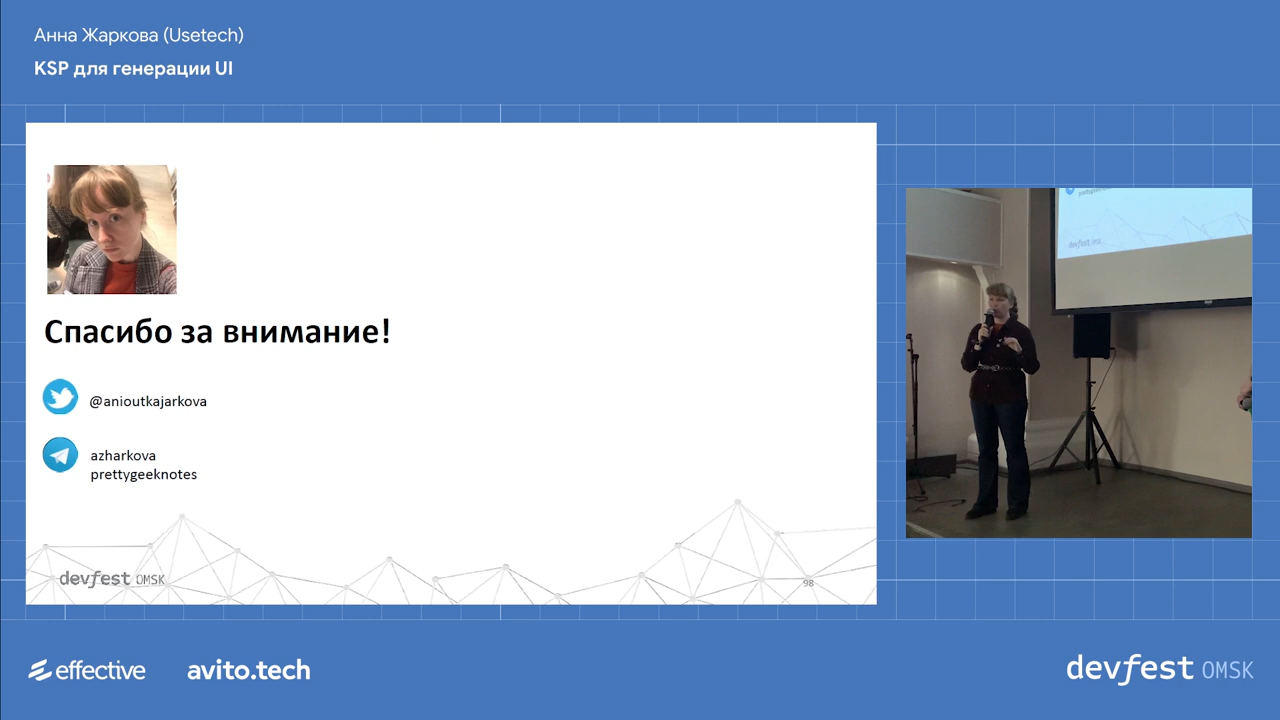 Анна Жаркова (Usetech)
KSP для генерации UI
Спасибо за внимание!
@anioutkajarkova
azharkova
prettygeeknotes
devfest OMSK
98
effective
avito.tech
devfest OMSK